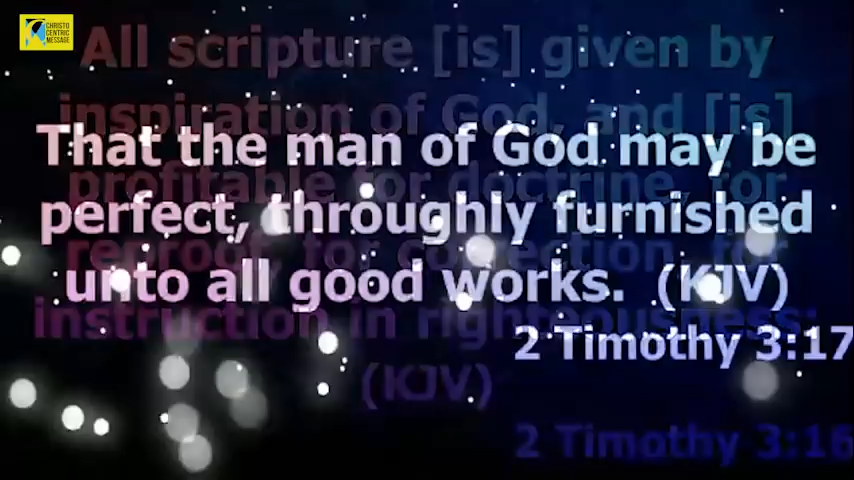 CHRISTO
CENTRIC
MESSAGE
All scripture [is] given by
inspiration of God, and [is]
profitable for doctrine, for
reproof, for correction, for
instruction in righteousness:
(KJV)
2 Timothy 3:16
That the man of God may be
perfect, throughly furnished
unto all good works. (KJV)
2 Timothy 3:17